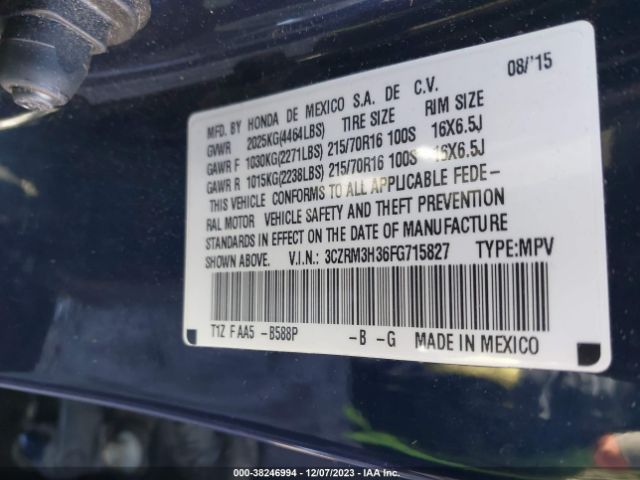 08/'15
MFD. BY HONDA DE MEXICO S.A. DE C.V.
GVWR 2025KG(4464LBS) TIRE SIZE RIM SIZE
GAWR F 1030KG(2271LBS) 215/70R16 100S 16X6.5J
GAWR R 1015KG(2238LBS) 215/70R16 100S 16X6.5J
THIS VEHICLE CONFORMS TO ALL APPLICABLE FEDE-
RAL MOTOR VEHICLE SAFETY AND THEFT PREVENTION
STANDARDS IN EFFECT ON THE DATE OF MANUFACTURE
SHOWN ABOVE. V.I.N.: 3CZRM3H36FG715827 TYPE:MPV
T1Z F AA5 -B588P -B -G MADE IN MEXICO
000-38246994 - 12/07/2023 - IAA Inc.